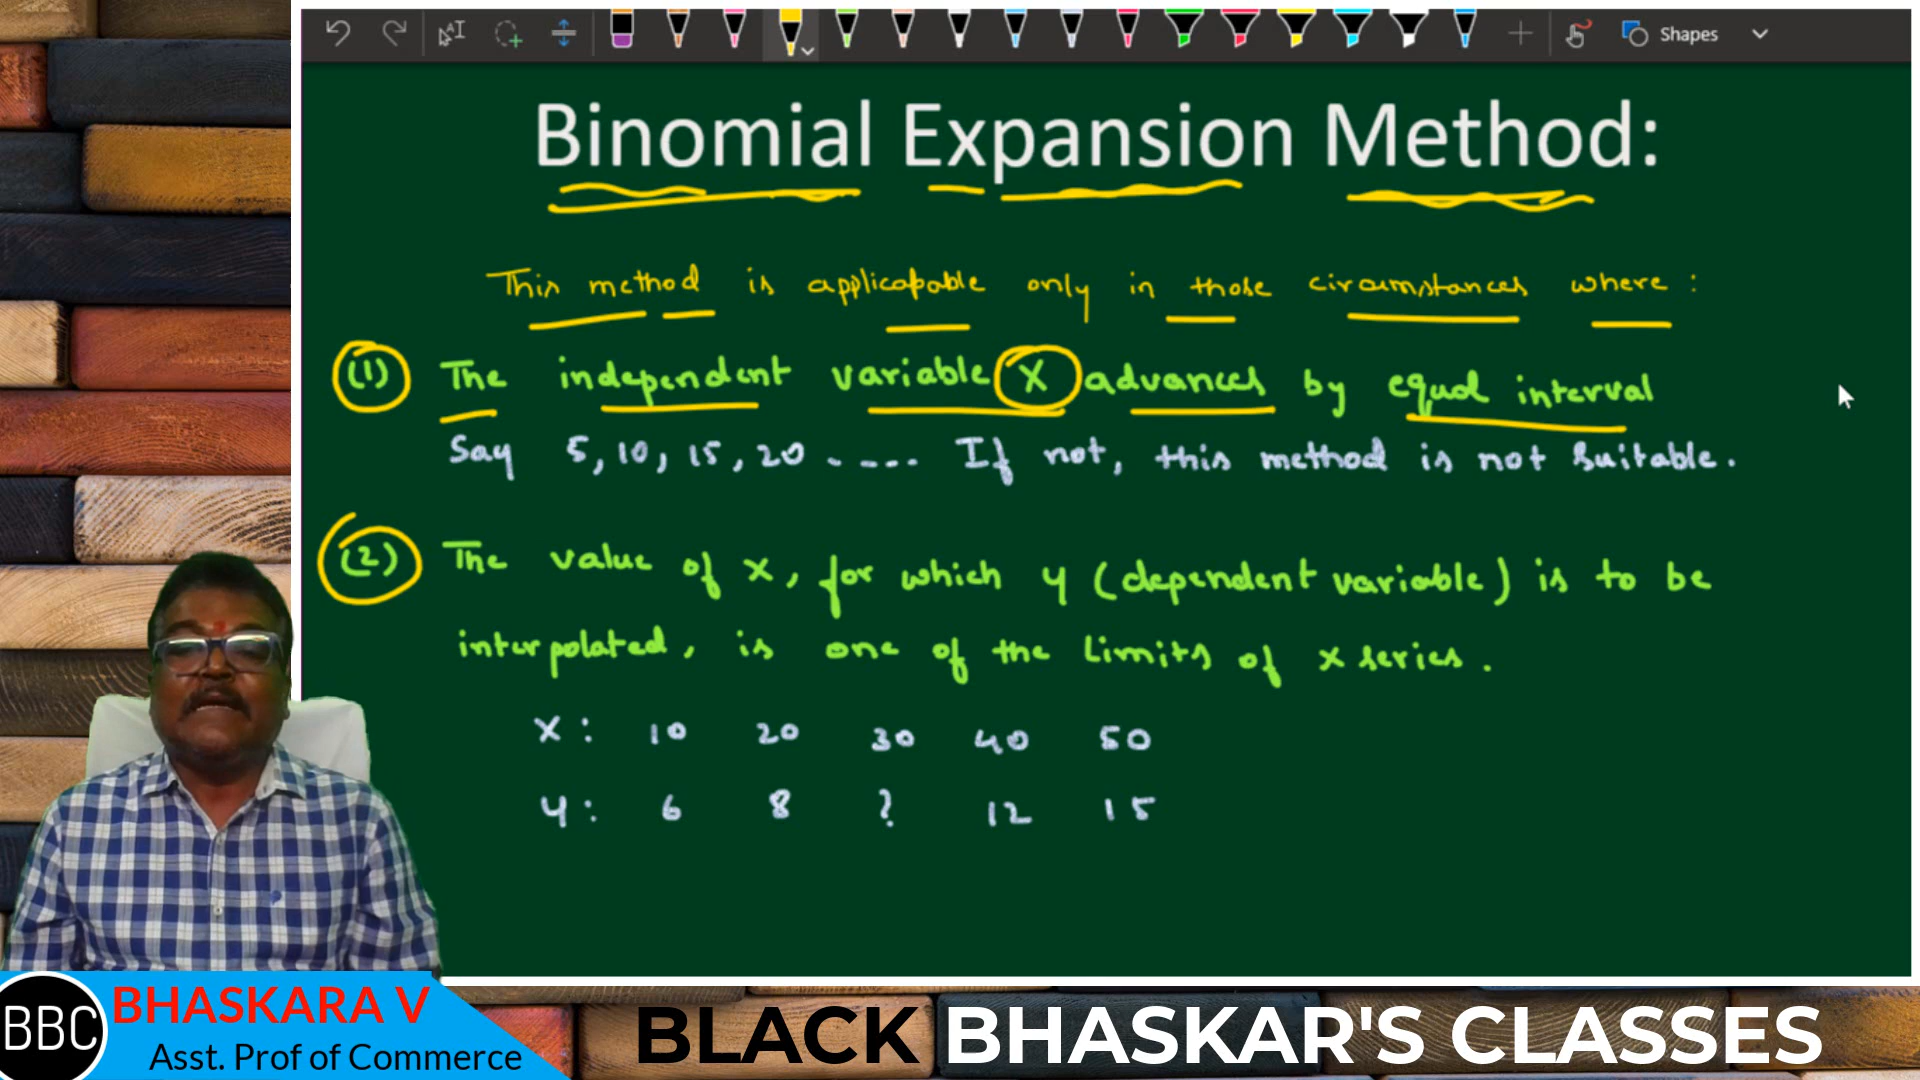 Shapes
Binomial Expansion Method:
This method is applicapable only in those circumstances where :
(1) The independent variable X advances by equal interval
Say 5, 10, 15, 20 ...... If not, this method is not suitable.
(2) The value of x, for which y (dependent variable) is to be
interpolated, is one of the limits of x series.
x : 10 20 30 40 50
y : 6 8 ? 12 15
BBC
BHASKARA V
Asst. Prof of Commerce
BLACK BHASKAR'S CLASSES